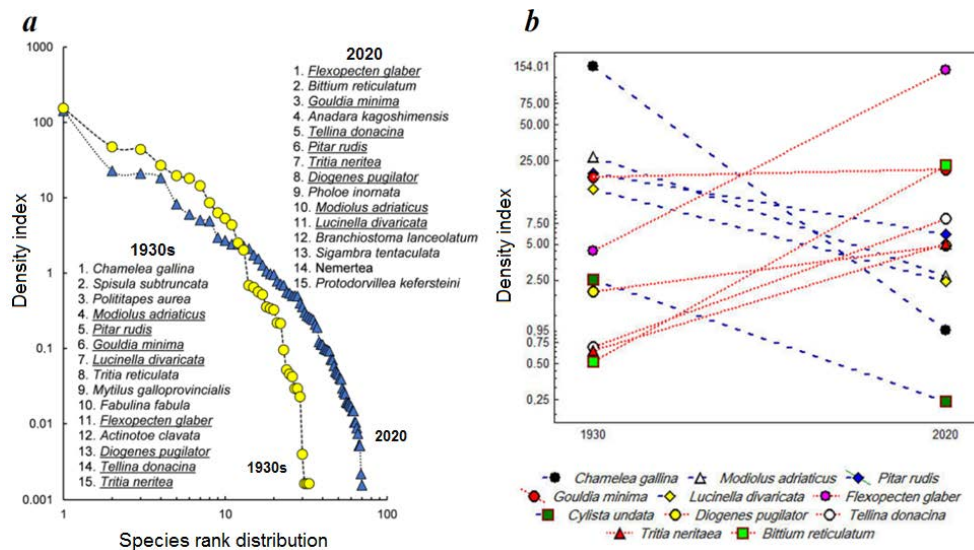 a
b
1000
100
10
1
0.1
0.01
0.001
1
10
100
Density index
Species rank distribution
2020
1. Flexopecten glaber
2. Bittium reticulatum
3. Gouldia minima
4. Anadara kagoshimensis
5. Tellina donacina
6. Pitar rudis
7. Tritia neritea
8. Diogenes pugilator
9. Pholoe inornata
10. Modiolus adriaticus
11. Lucinella divaricata
12. Branchiostoma lanceolatum
13. Sigambra tentaculata
14. Nemertea
15. Protodorvillea kefersteini
1930s
1. Chamelea gallina
2. Spisula subtruncata
3. Polititapes aurea
4. Modiolus adriaticus
5. Pitar rudis
6. Gouldia minima
7. Lucinella divaricata
8. Tritia reticulata
9. Mytilus galloprovincialis
10. Fabulina fabula
11. Flexopecten glaber
12. Actinotoe clavata
13. Diogenes pugilator
14. Tellina donacina
15. Tritia neritea
1930s
2020
Density index
154.01
75.00
50.00
25.00
7.50
5.00
2.50
0.95
0.75
0.50
0.25
1930
2020
Chamelea gallina
Modiolus adriaticus
Pitar rudis
Gouldia minima
Lucinella divaricata
Flexopecten glaber
Cylista undata
Diogenes pugilator
Tellina donacina
Tritia neritaea
Bittium reticulatum